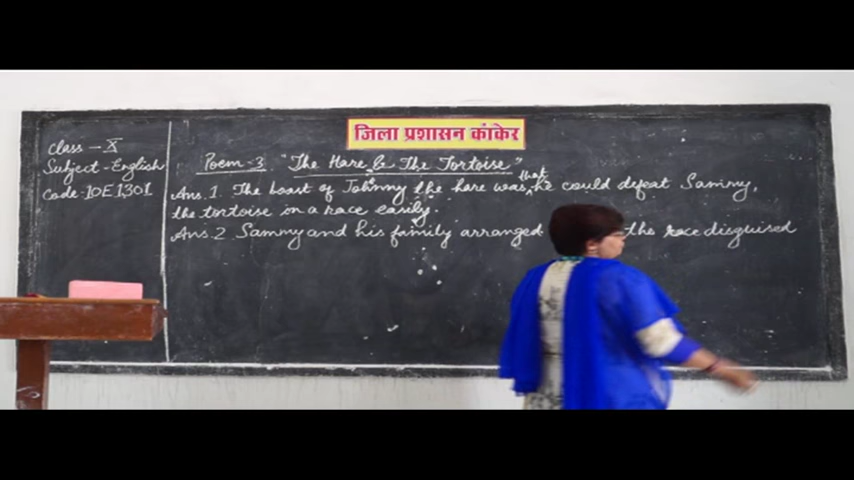 जिला प्रशासन कांकेर
Class - X
Subject - English
Code: 10E1301
Poem - 3 "The Hare & The Tortoise"
Ans. 1. The boast of Johnny the hare was that he could defeat Sammy,
the tortoise in a race easily.
Ans. 2. Sammy and his family arranged the race disguised